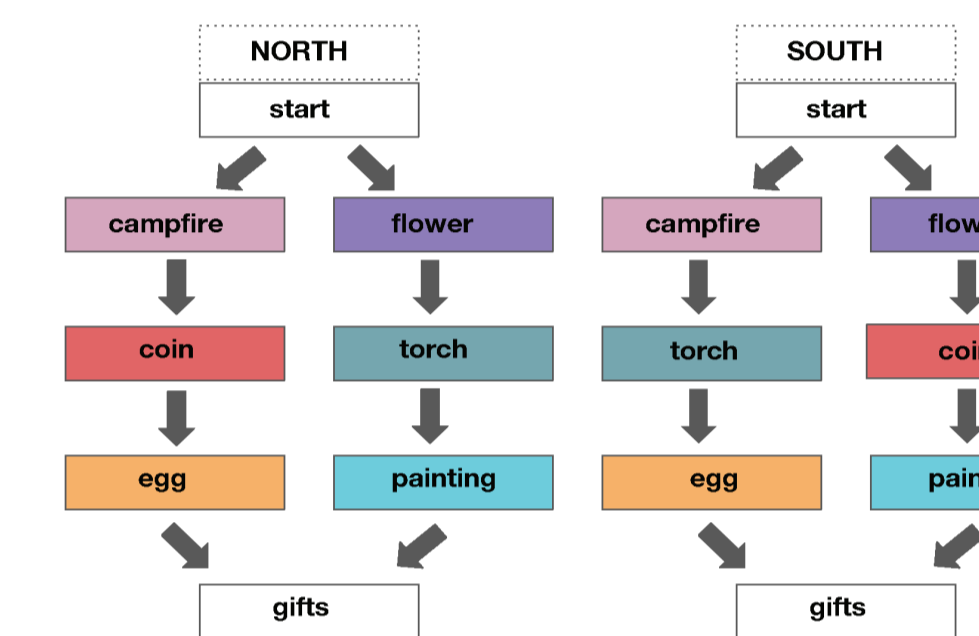 NORTH
start
campfire
flower
coin
torch
egg
painting
gifts
SOUTH
start
campfire
torch
egg
gifts